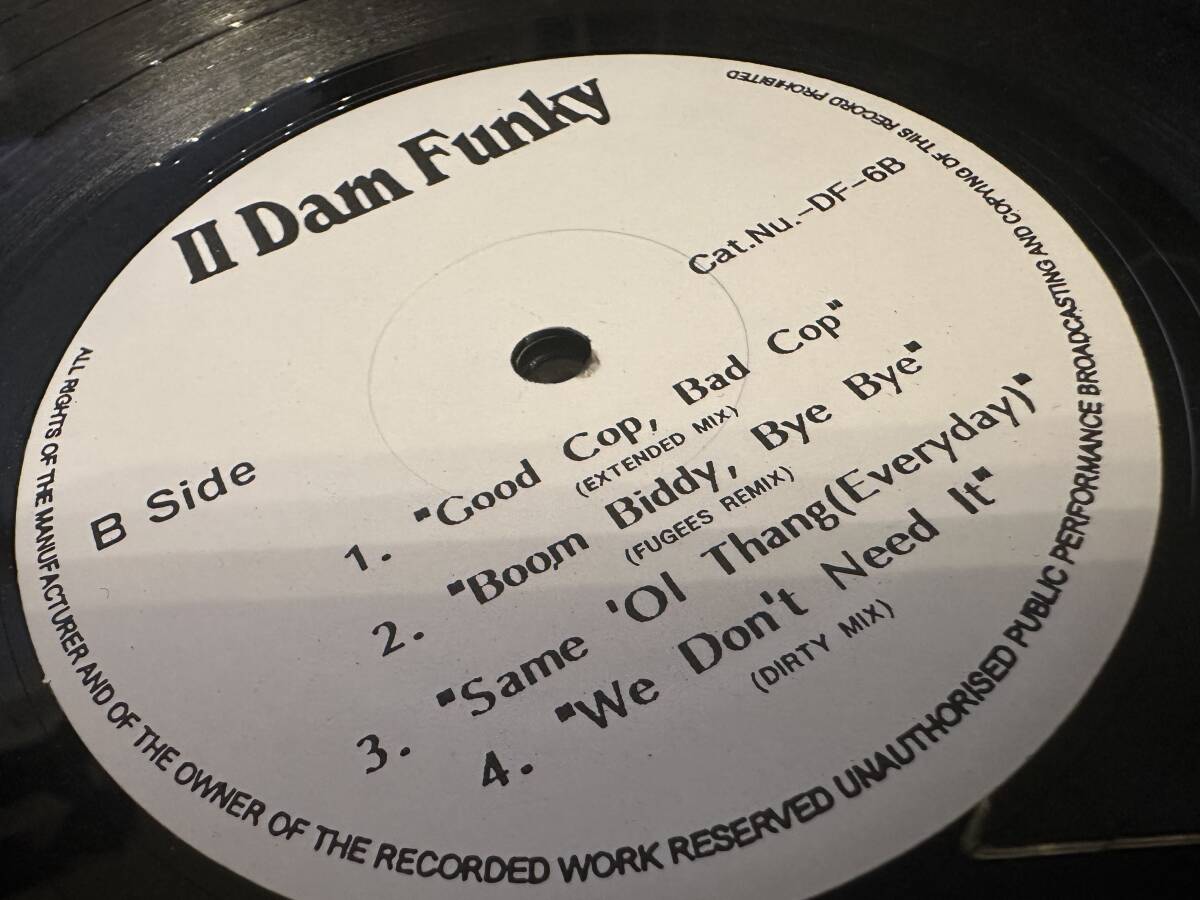 II Dam Funky
Cat.Nu.-DF-6B
B Side
1. "Good Cop, Bad Cop"
(EXTENDED MIX)
2. "Boom Biddy, Bye Bye"
(FUGEES REMIX)
3. "Same 'Ol Thang(Everyday)"
4. "We Don't Need It"
(DIRTY MIX)
ALL RIGHTS OF THE MANUFACTURER AND OF THE OWNER OF THE RECORDED WORK RESERVED UNAUTHORISED PUBLIC PERFORMANCE BROADCASTING AND COPYING OF THIS RECORD PROHIBITED